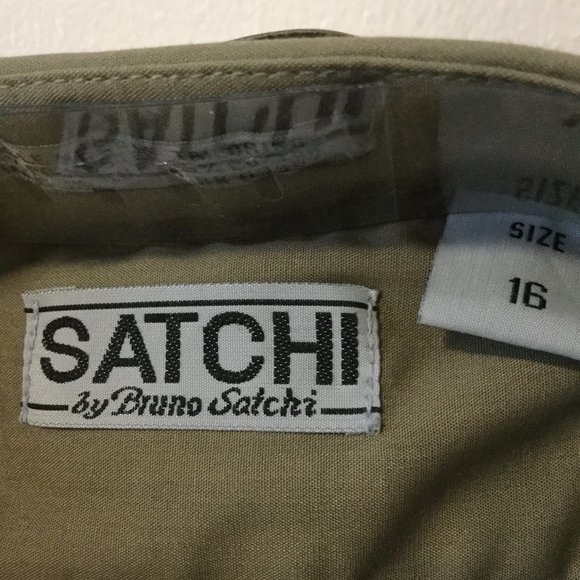 SATCHI
by Bruno Satchi
SIZE
16